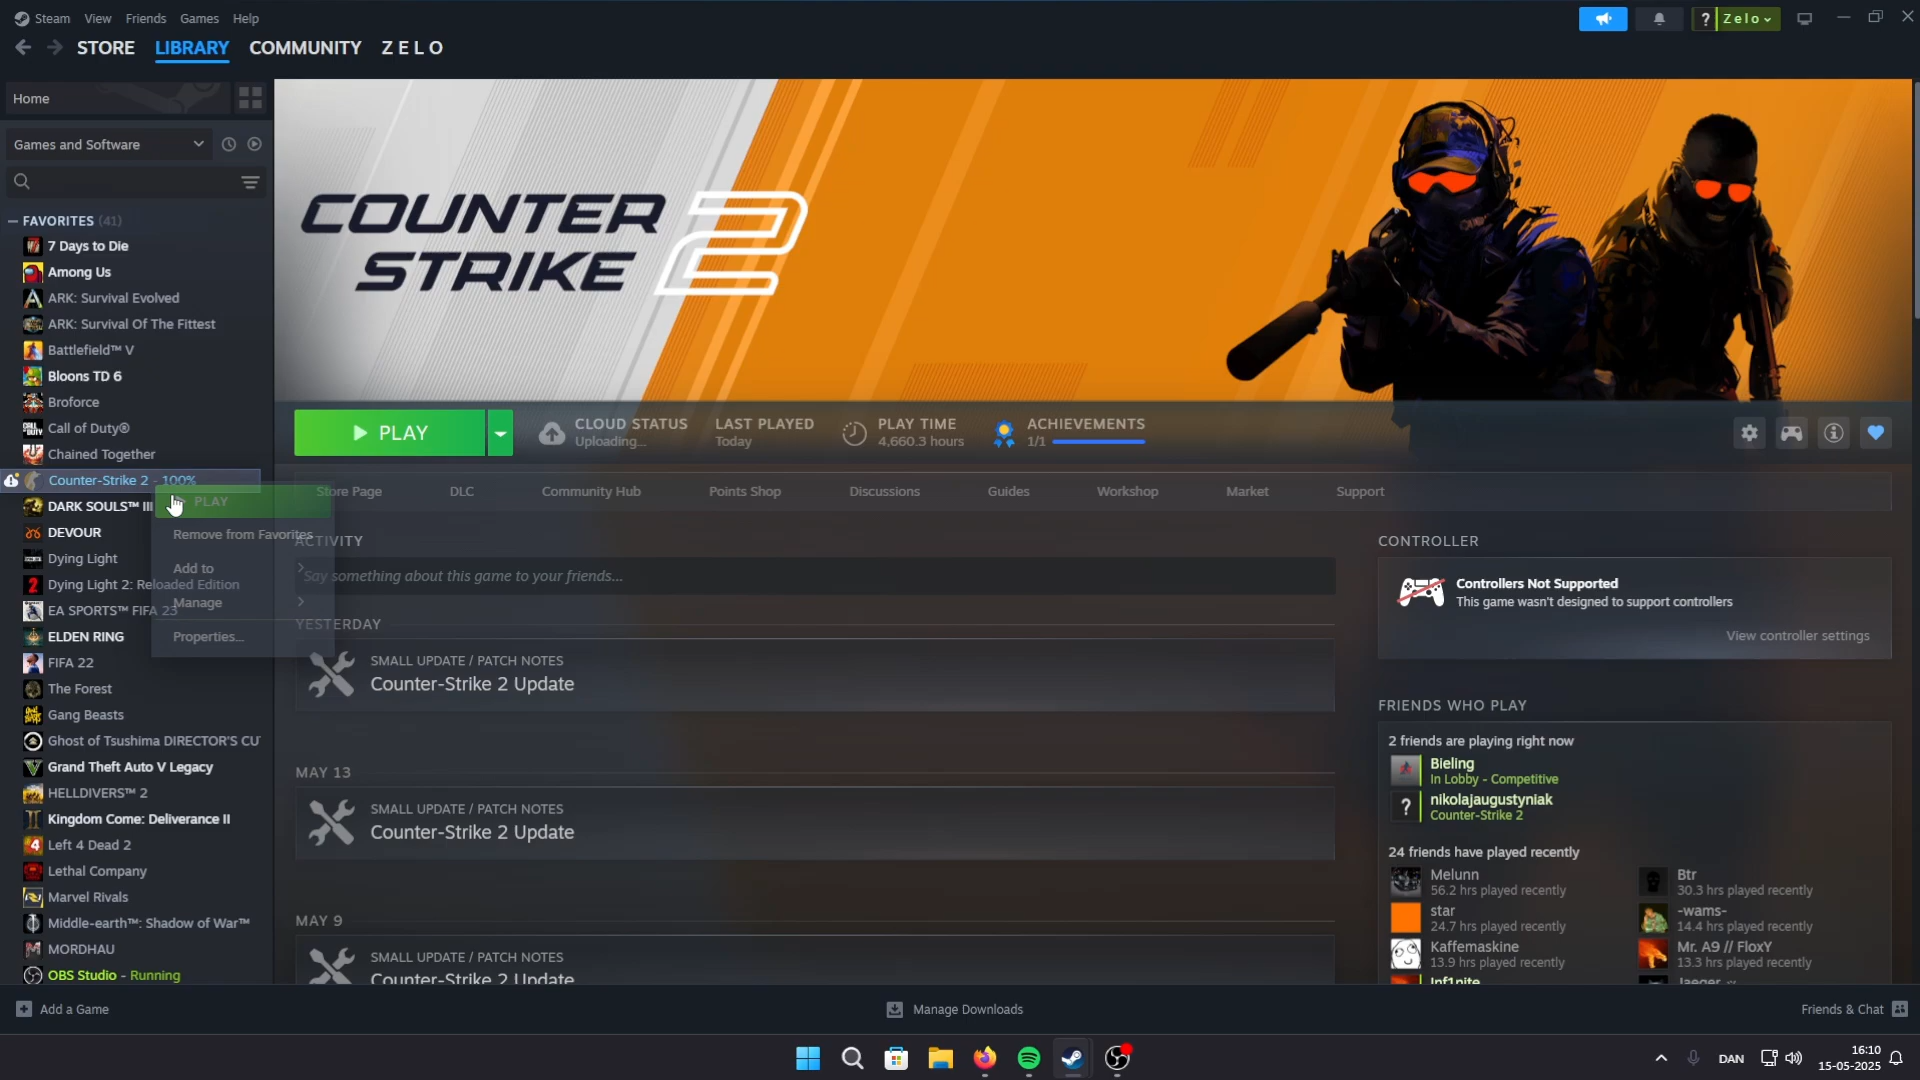 Steam View Friends Games Help
? Zelo
STORE LIBRARY COMMUNITY ZELO
Home
Games and Software
FAVORITES (41)
7 Days to Die
Among Us
ARK: Survival Evolved
ARK: Survival Of The Fittest
Battlefield™ V
Bloons TD 6
Broforce
Call of Duty®
Chained Together
Counter-Strike 2 - 100%
DARK SOULS™ III
DEVOUR
Dying Light
Dying Light 2: Reloaded Edition
EA SPORTS™ FIFA 23
ELDEN RING
FIFA 22
The Forest
Gang Beasts
Ghost of Tsushima DIRECTOR'S CU
Grand Theft Auto V Legacy
HELLDIVERS™ 2
Kingdom Come: Deliverance II
Left 4 Dead 2
Lethal Company
Marvel Rivals
Middle-earth™: Shadow of War™
MORDHAU
OBS Studio - Running
PLAY
Remove from Favorites
Add to
Manage
Properties...
COUNTER
STRIKE 2
PLAY
CLOUD STATUS
Uploading...
LAST PLAYED
Today
PLAY TIME
4,660.3 hours
ACHIEVEMENTS
1/1
Store Page DLC Community Hub Points Shop Discussions Guides Workshop Market Support
ACTIVITY
Say something about this game to your friends...
YESTERDAY
SMALL UPDATE / PATCH NOTES
Counter-Strike 2 Update
MAY 13
SMALL UPDATE / PATCH NOTES
Counter-Strike 2 Update
MAY 9
SMALL UPDATE / PATCH NOTES
Counter-Strike 2 Update
CONTROLLER
Controllers Not Supported
This game wasn't designed to support controllers
View controller settings
FRIENDS WHO PLAY
2 friends are playing right now
Bieling
In Lobby - Competitive
?
nikolajaugustyniak
Counter-Strike 2
24 friends have played recently
Melunn
56.2 hrs played recently
Btr
30.3 hrs played recently
star
24.7 hrs played recently
-wams-
14.4 hrs played recently
Kaffemaskine
13.9 hrs played recently
Mr. A9 // FloxY
13.3 hrs played recently
Inf1nite
Add a Game
Manage Downloads
Friends & Chat
DAN
16:10
15-05-2025